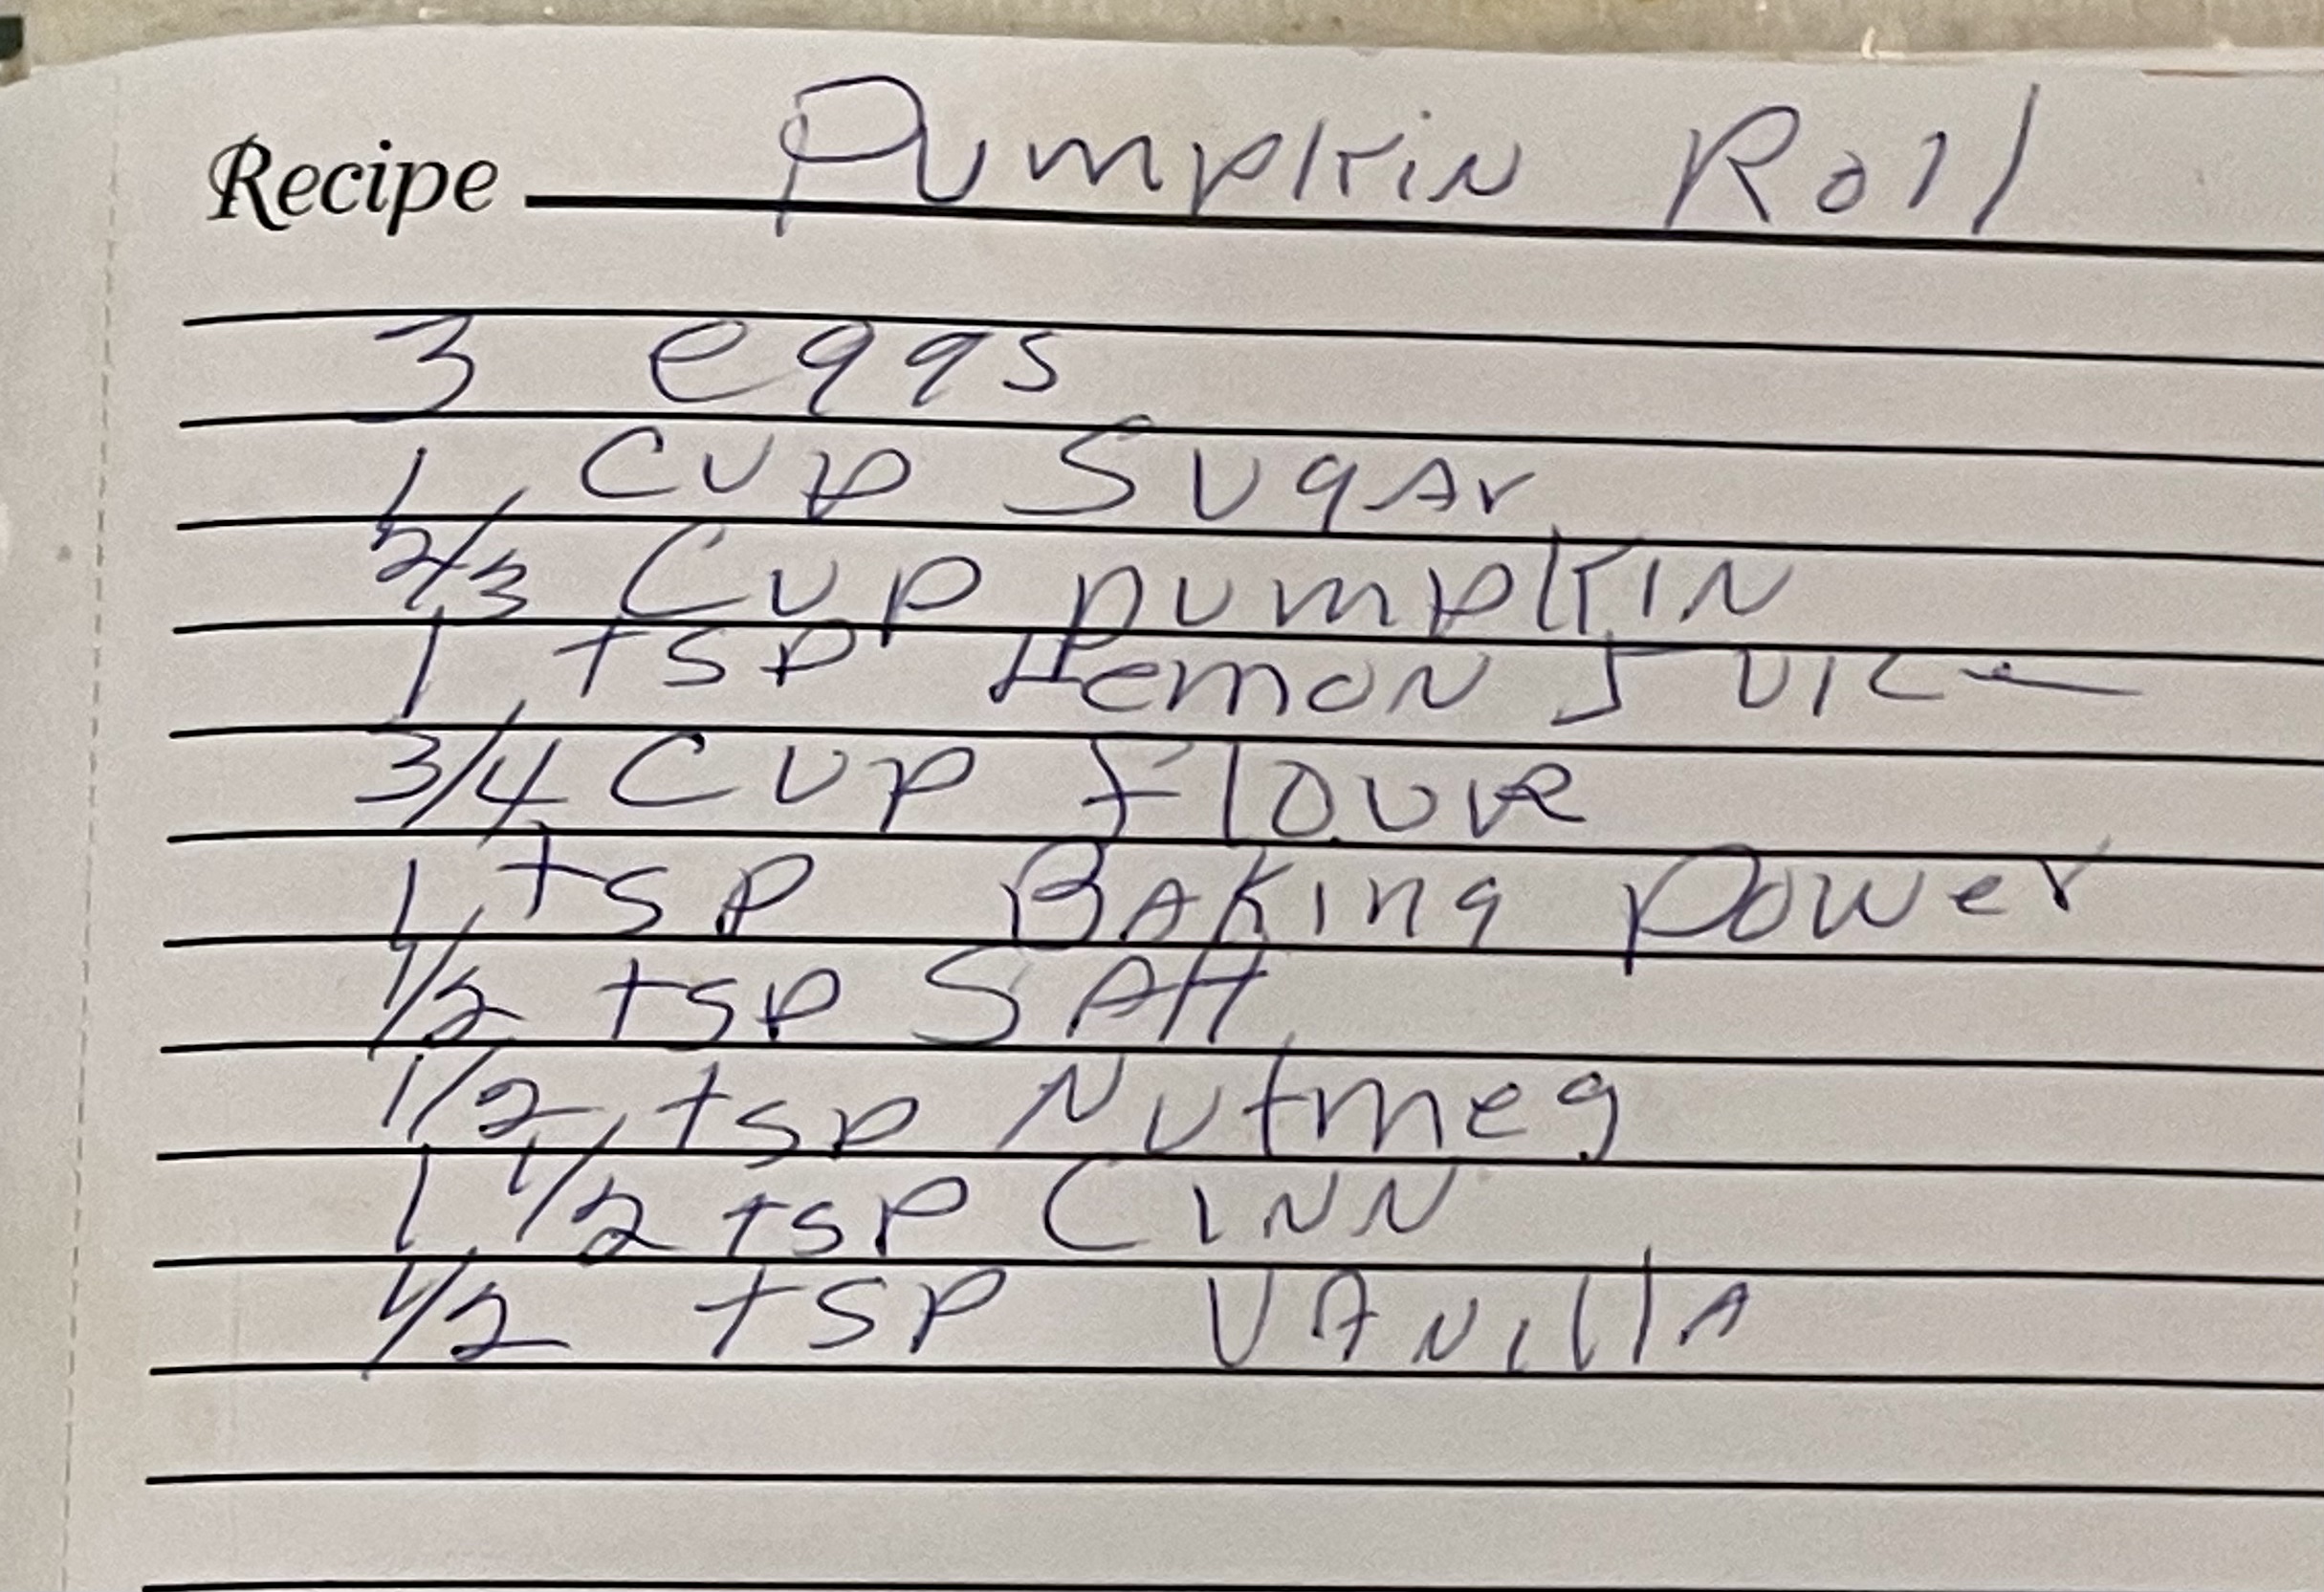 Recipe Pumpkin Roll
3 eggs
1 Cup Sugar
2/3 Cup pumpkin
1 tsp Lemon Juice
3/4 Cup flour
1 tsp Baking power
1/2 tsp SAlt
1/2 tsp Nutmeg
1 1/2 tsp Cinn
1/2 tsp VAnillA